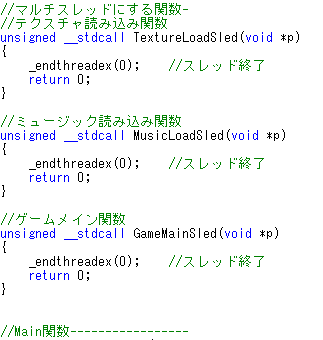 //マルチスレッドにする関数-
//テクスチャ読み込み関数
unsigned __stdcall TextureLoadSled(void *p)
{
    _endthreadex(0);    //スレッド終了
    return 0;
}

//ミュージック読み込み関数
unsigned __stdcall MusicLoadSled(void *p)
{
    _endthreadex(0);    //スレッド終了
    return 0;
}

//ゲームメイン関数
unsigned __stdcall GameMainSled(void *p)
{
    _endthreadex(0);    //スレッド終了
    return 0;
}

//Main関数-----------------